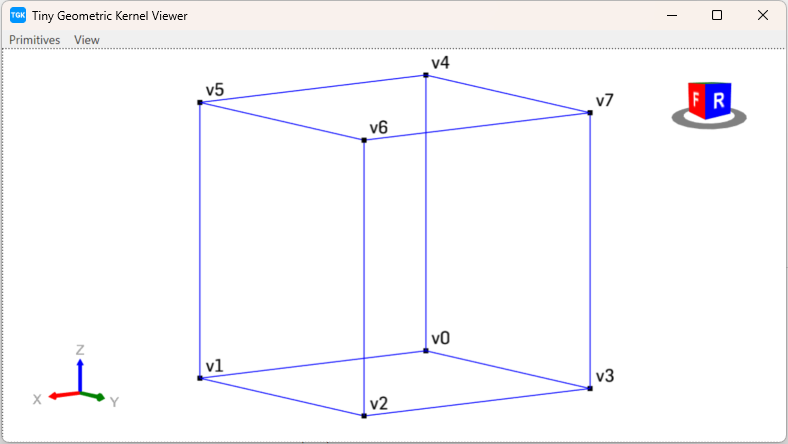 TGK Tiny Geometric Kernel Viewer
Primitives View
v4
v5
v7
v6
F R
v0
v1
v3
v2
Z
X
Y